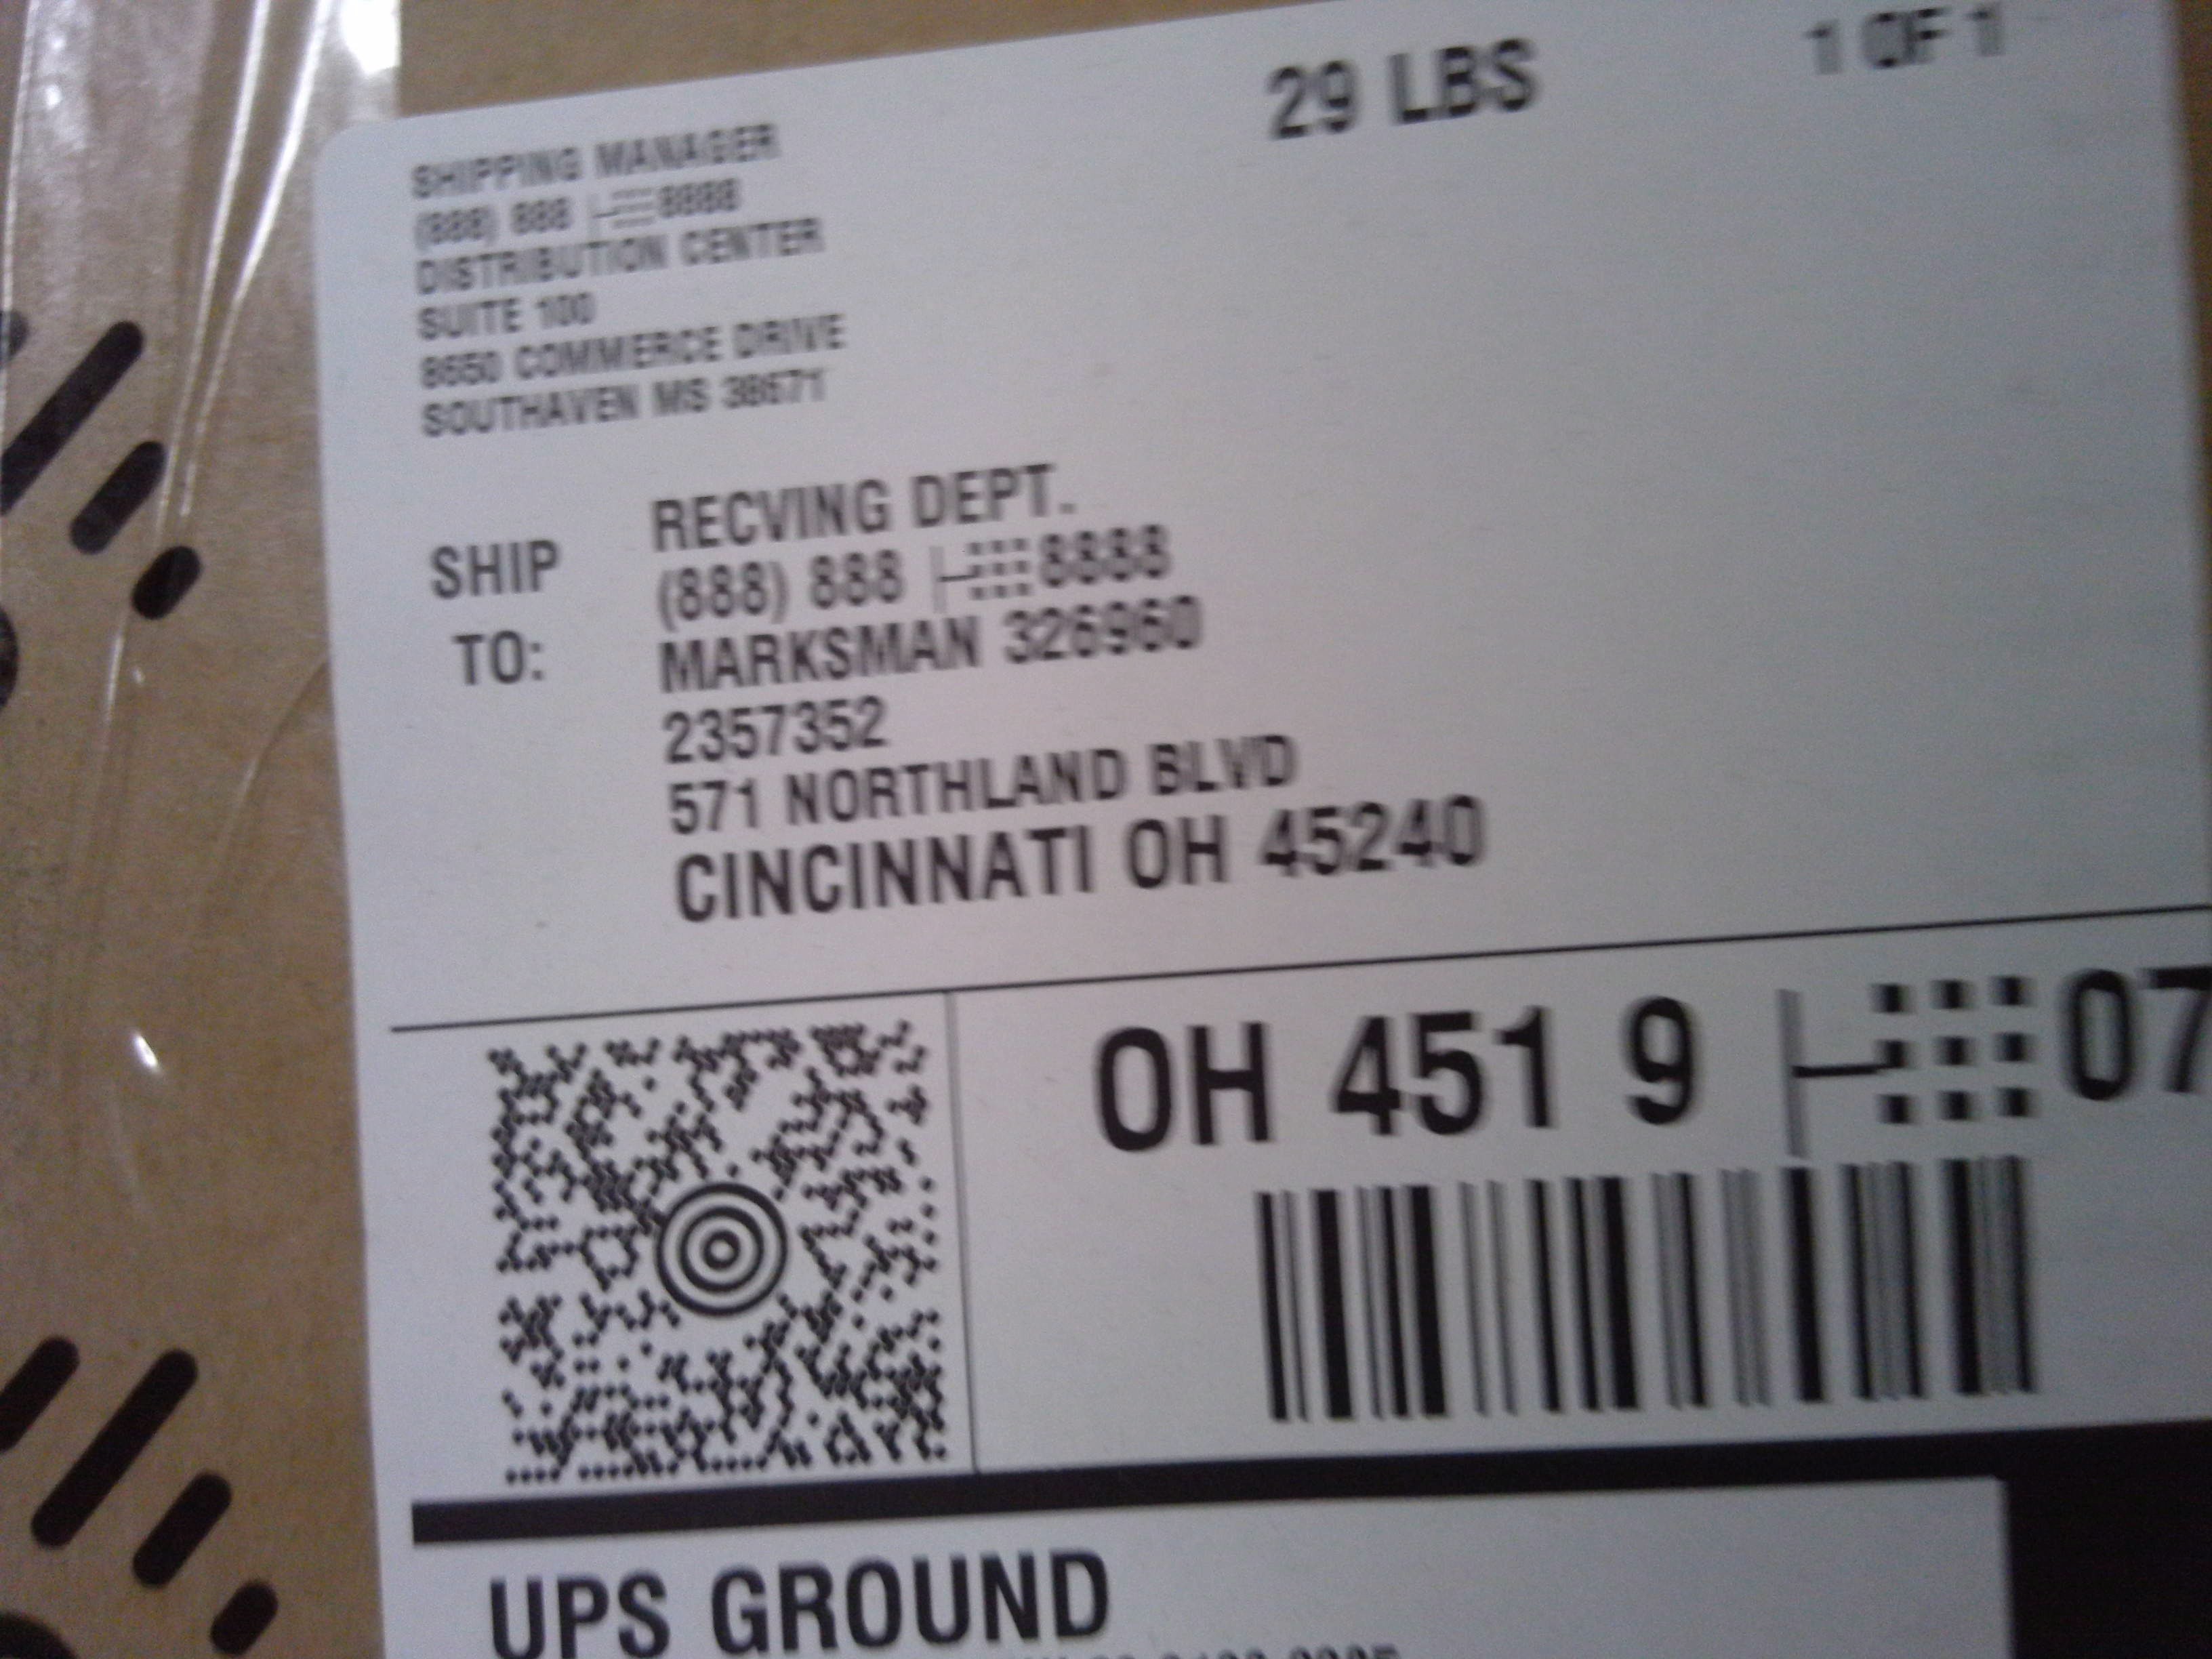 29 LBS
1 OF 1
SHIPPING MANAGER
(888) 888 8888
DISTRIBUTION CENTER
SUITE 100
8650 COMMERCE DRIVE
SOUTHAVEN MS 38671
SHIP TO:
RECVING DEPT.
(888) 888 8888
MARKSMAN 326960
2357352
571 NORTHLAND BLVD
CINCINNATI OH 45240
OH 451 9 07
UPS GROUND